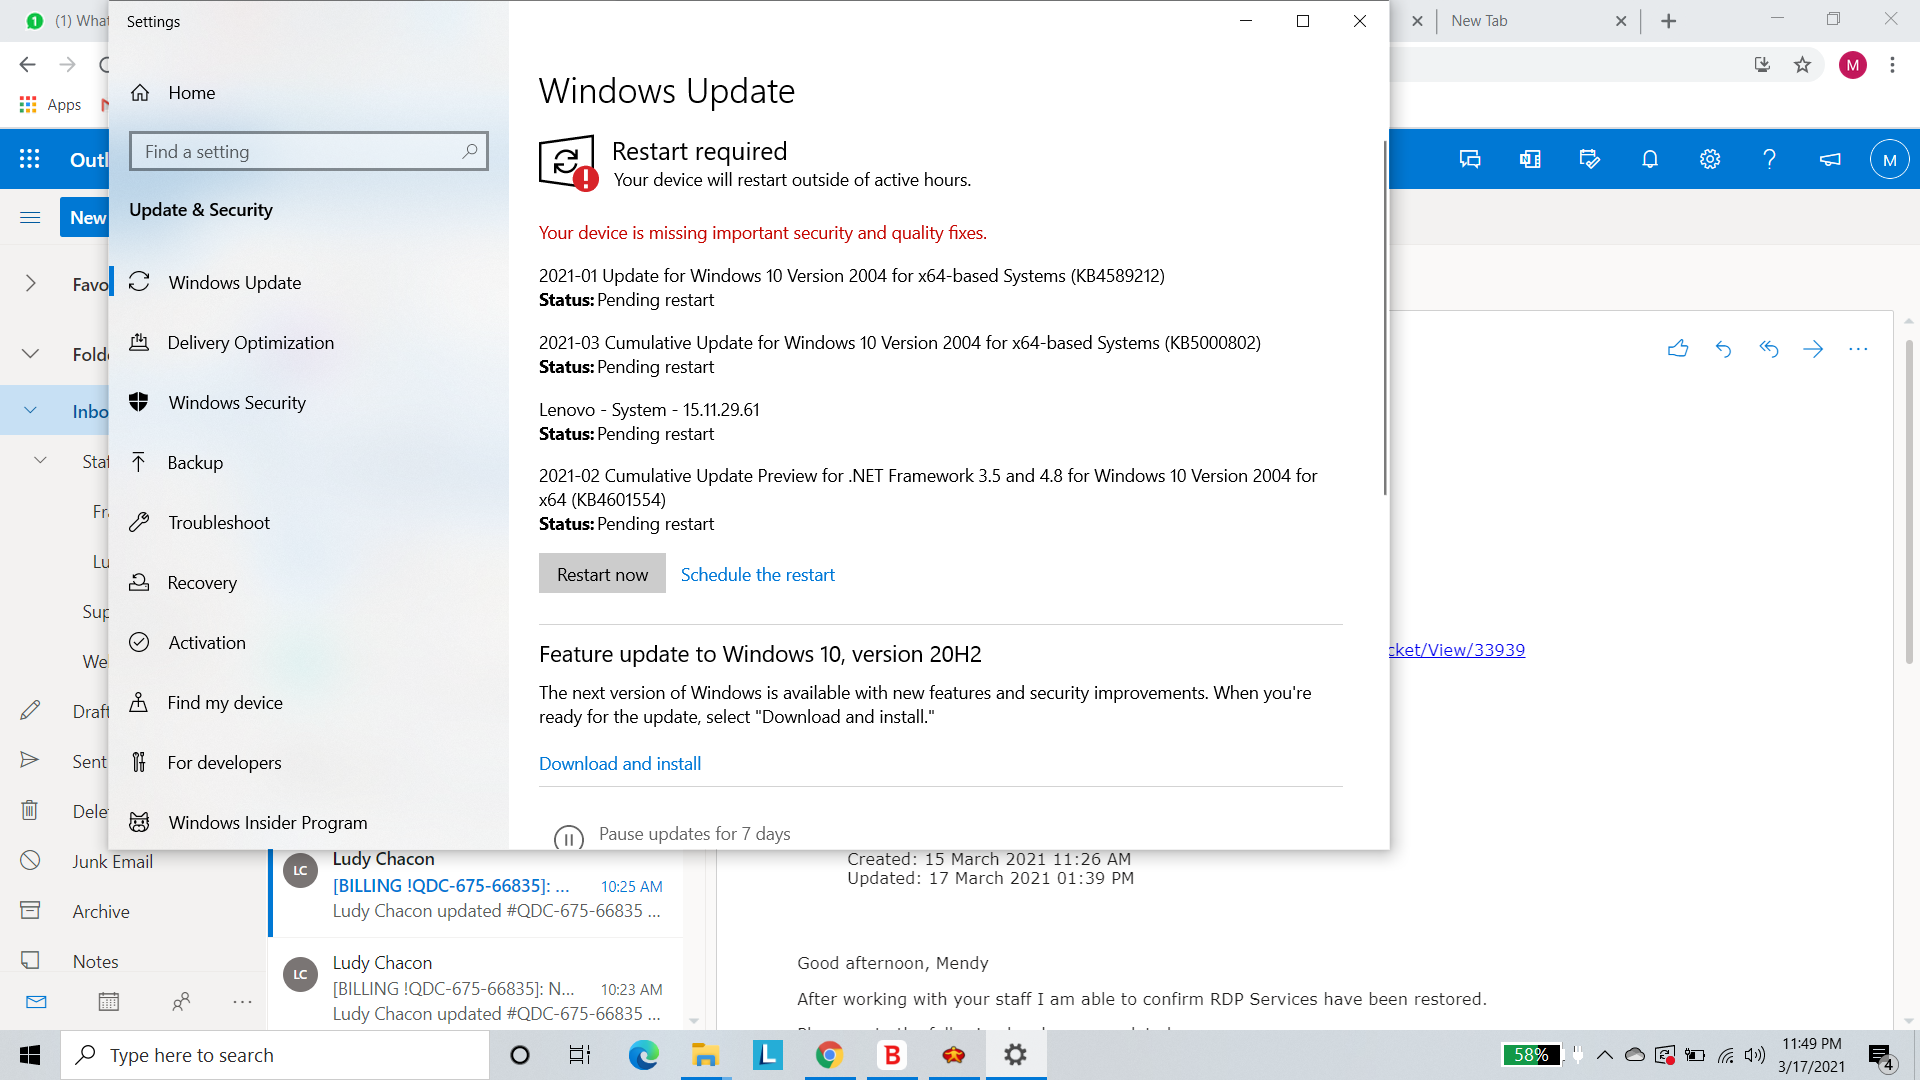 (1) What
New Tab
Settings
Apps
M
Home
Find a setting
Update & Security
Windows Update
Delivery Optimization
Windows Security
Backup
Troubleshoot
Recovery
Activation
Find my device
For developers
Windows Insider Program
Windows Update
Restart required
Your device will restart outside of active hours.
Your device is missing important security and quality fixes.
2021-01 Update for Windows 10 Version 2004 for x64-based Systems (KB4589212)
Status: Pending restart
2021-03 Cumulative Update for Windows 10 Version 2004 for x64-based Systems (KB5000802)
Status: Pending restart
Lenovo - System - 15.11.29.61
Status: Pending restart
2021-02 Cumulative Update Preview for .NET Framework 3.5 and 4.8 for Windows 10 Version 2004 for
x64 (KB4601554)
Status: Pending restart
Restart now
Schedule the restart
Feature update to Windows 10, version 20H2
The next version of Windows is available with new features and security improvements. When you're
ready for the update, select "Download and install."
Download and install
Pause updates for 7 days
Outl
M
New
Favo
Folde
Inbo
Staf
Fra
Lu
Sup
We
Draft
Sent
Dele
Junk Email
Archive
Notes
LC
Ludy Chacon
[BILLING !QDC-675-66835]: ...
10:25 AM
Ludy Chacon updated #QDC-675-66835 ...
LC
Ludy Chacon
[BILLING !QDC-675-66835]: N...
10:23 AM
Ludy Chacon updated #QDC-675-66835 ...
cket/View/33939
Created: 15 March 2021 11:26 AM
Updated: 17 March 2021 01:39 PM
Good afternoon, Mendy
After working with your staff I am able to confirm RDP Services have been restored.
Type here to search
L
B
58%
11:49 PM
3/17/2021
4